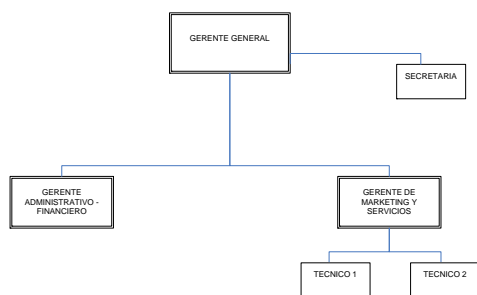 GERENTE GENERAL
SECRETARIA
GERENTE
ADMINISTRATIVO -
FINANCIERO
GERENTE DE
MARKETING Y
SERVICIOS
TECNICO 1
TECNICO 2